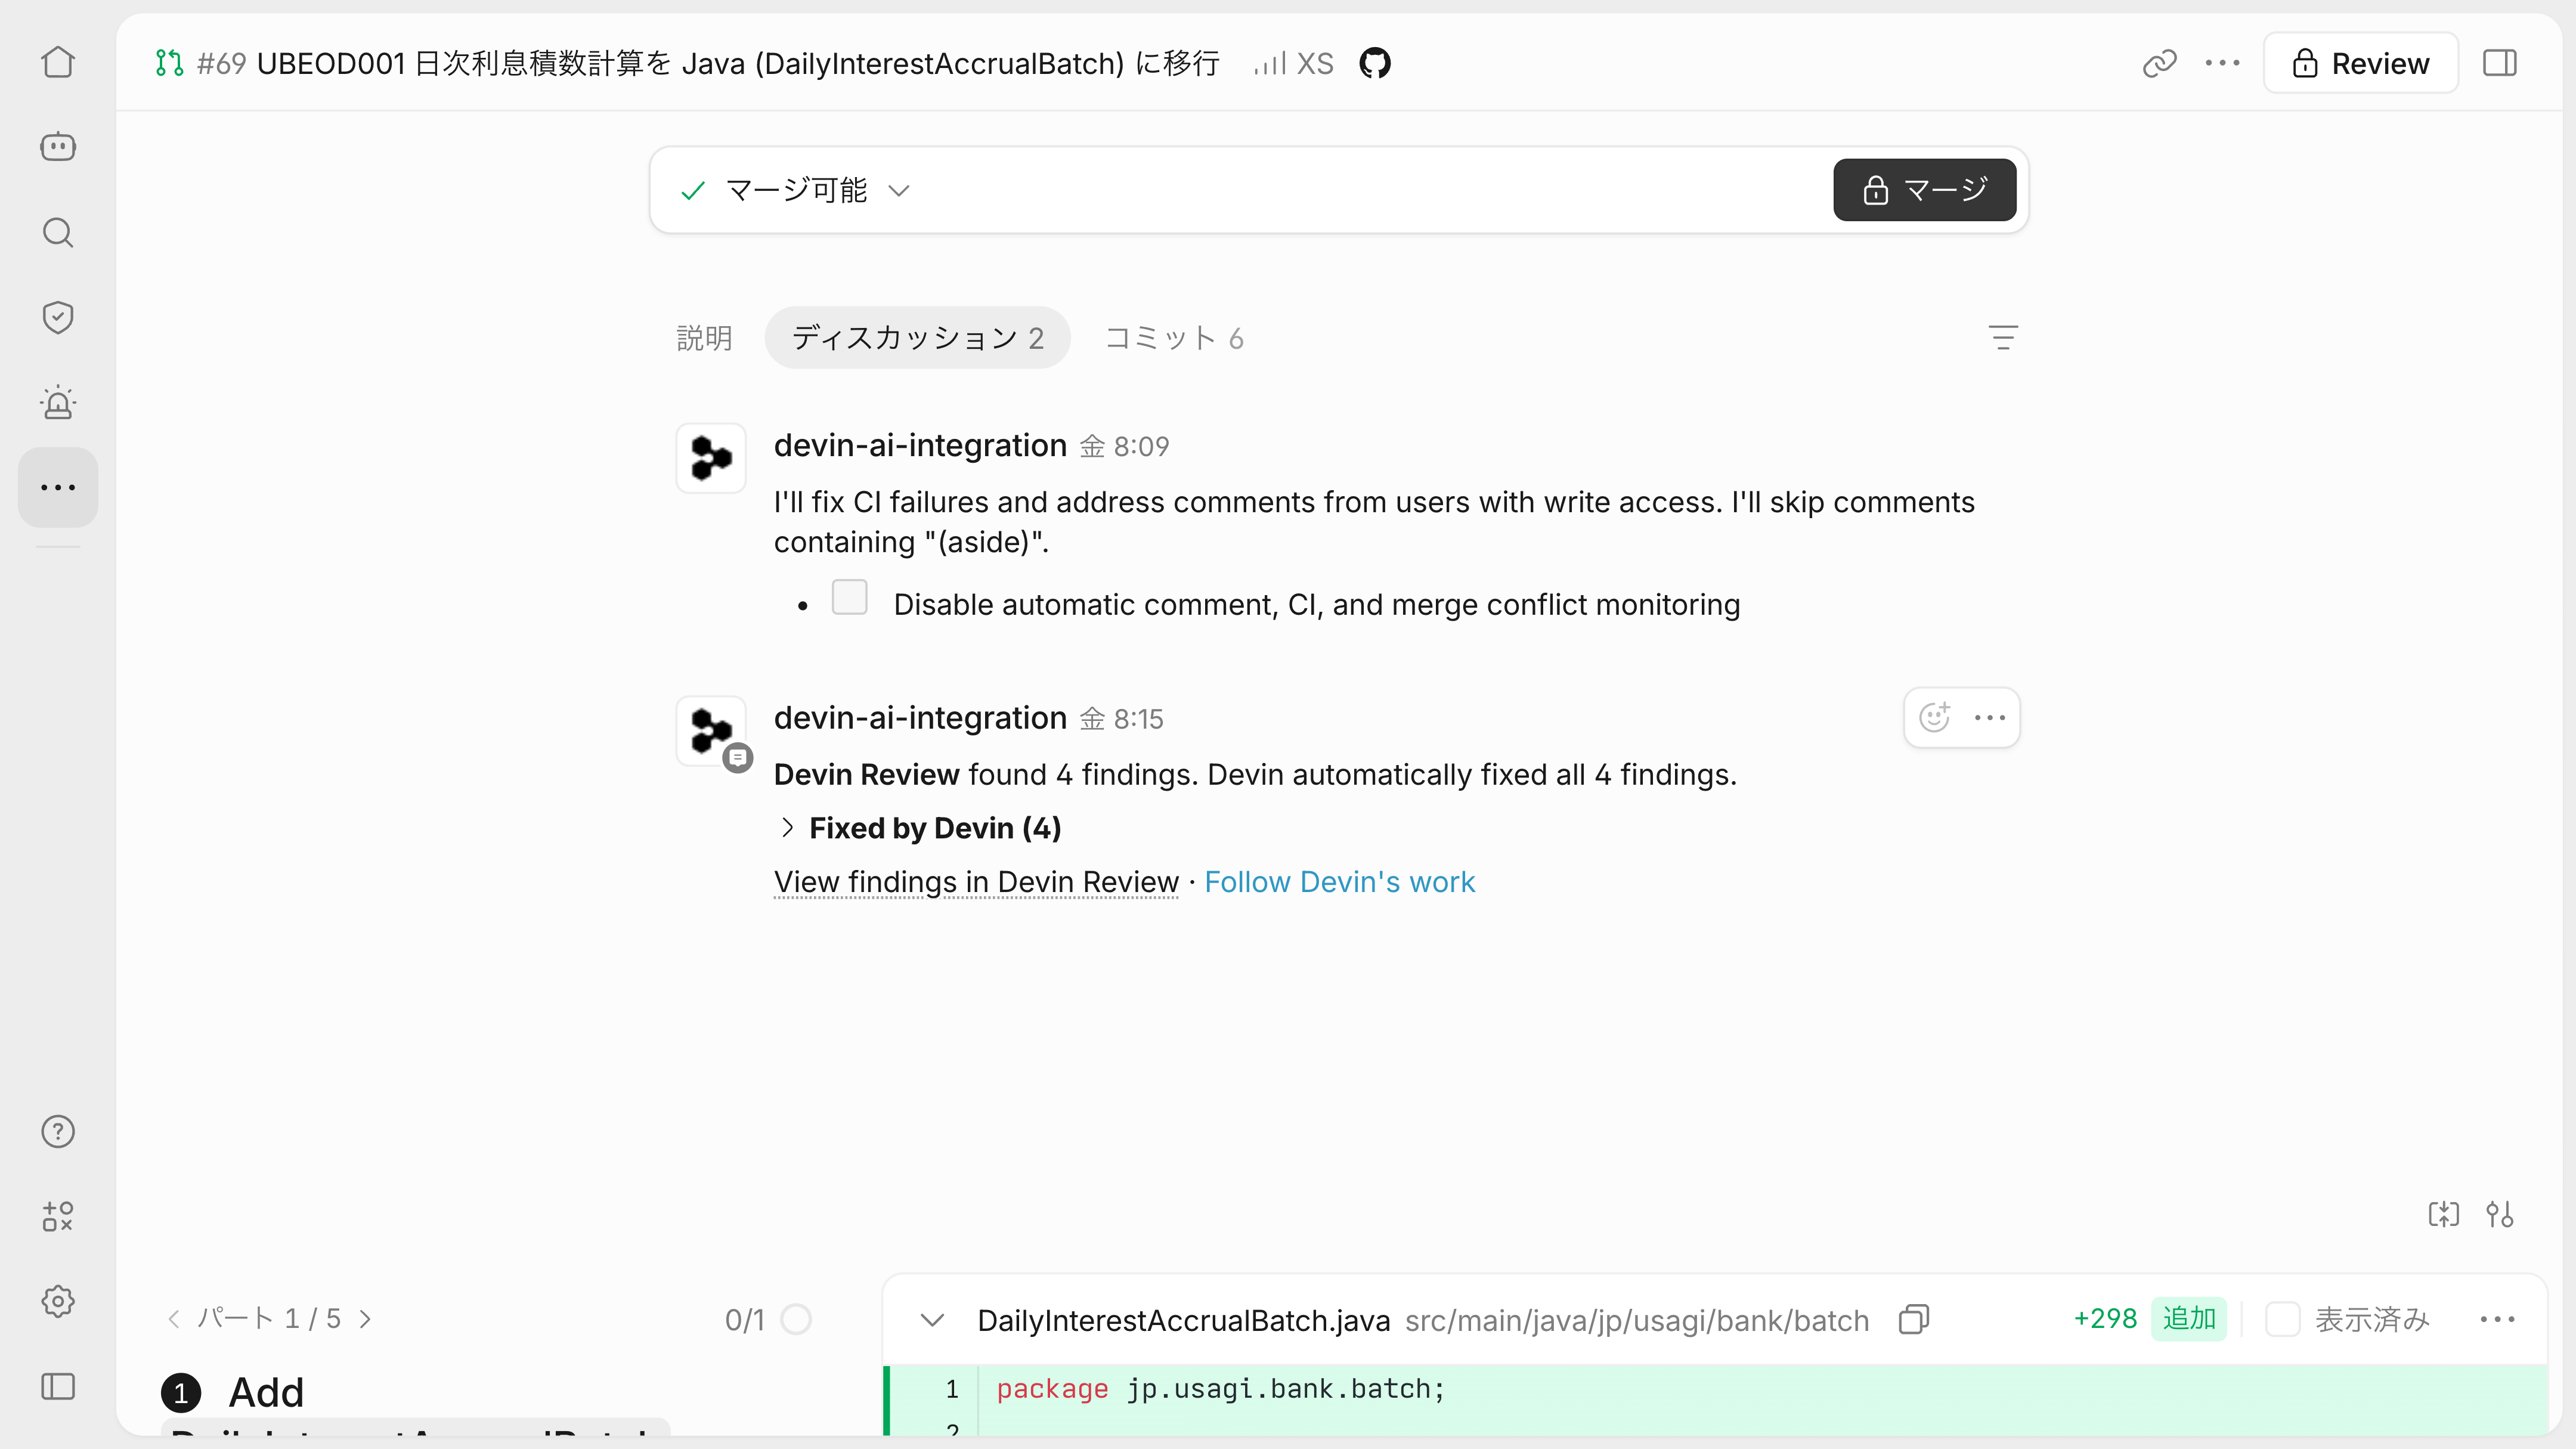 #69 UBEOD001 日次利息積数計算を Java (DailyInterestAccrualBatch) に移行 XS
Review
マージ可能
マージ
説明 ディスカッション 2 コミット 6
devin-ai-integration 金 8:09
I'll fix CI failures and address comments from users with write access. I'll skip comments
containing "(aside)".
• Disable automatic comment, CI, and merge conflict monitoring
devin-ai-integration 金 8:15
Devin Review found 4 findings. Devin automatically fixed all 4 findings.
Fixed by Devin (4)
View findings in Devin Review · Follow Devin's work
パート 1 / 5 0/1
1 Add
DailyInterestAccrualBatch
DailyInterestAccrualBatch.java src/main/java/jp/usagi/bank/batch +298 追加 表示済み
1 package jp.usagi.bank.batch;
2